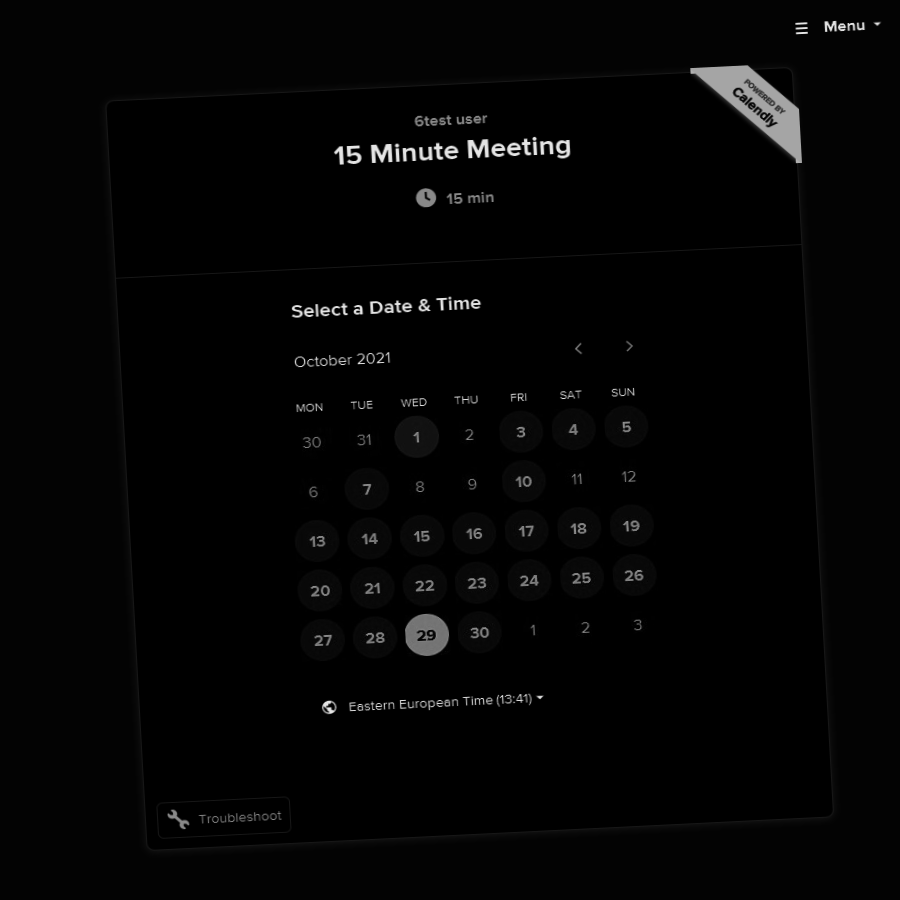 Menu
POWERED BY
Calendly
6test user
15 Minute Meeting
15 min
Select a Date & Time
October 2021
MON TUE WED THU FRI SAT SUN
30 31 1 2 3 4 5
6 7 8 9 10 11 12
13 14 15 16 17 18 19
20 21 22 23 24 25 26
27 28 29 30 1 2 3
Eastern European Time (13:41)
Troubleshoot